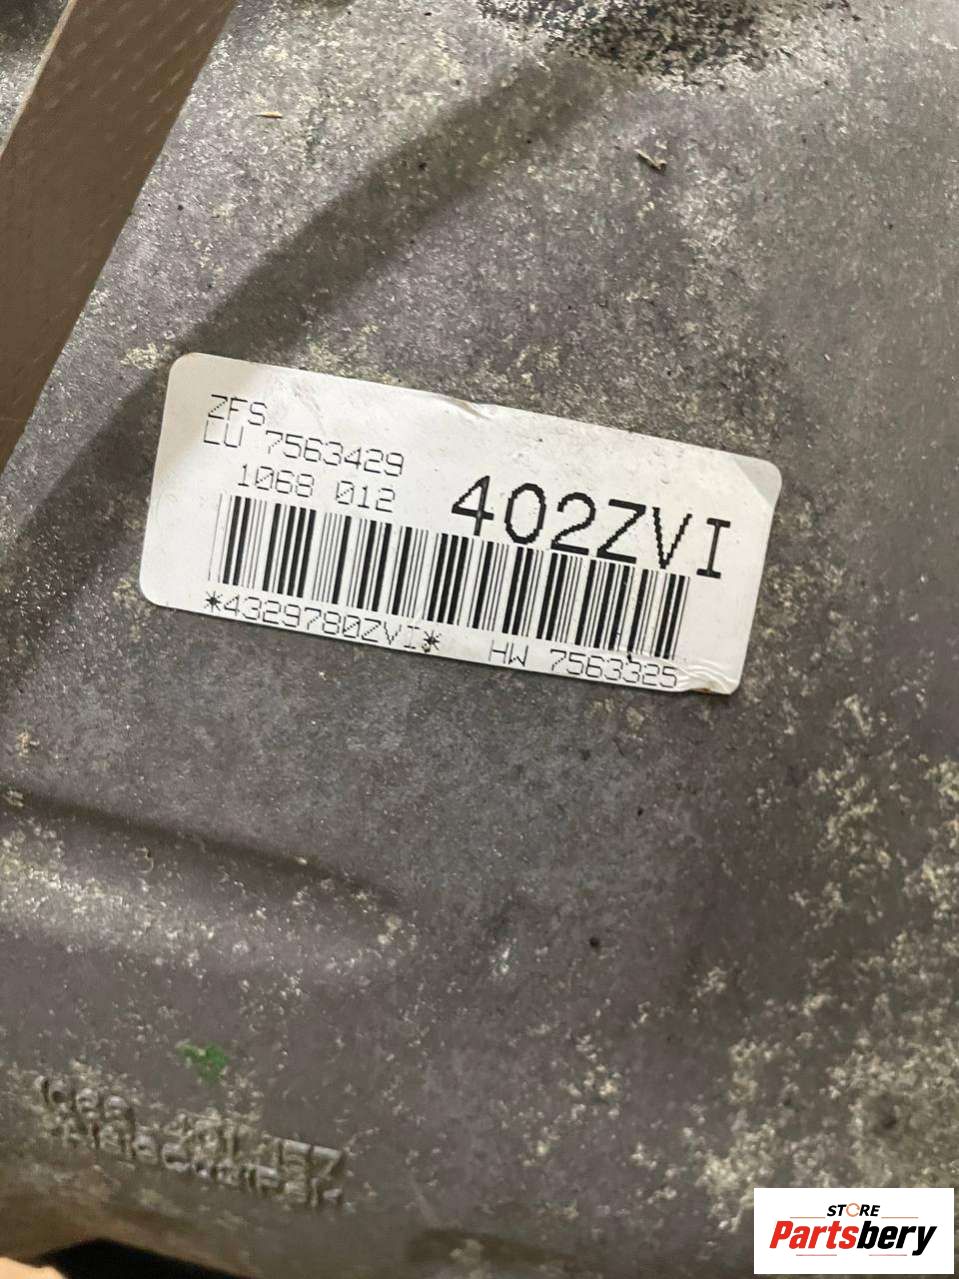 ZFS
LU 7563429
1068 012
402ZVI
*4329780ZVI*
HW 7563325
STORE
Partsbery